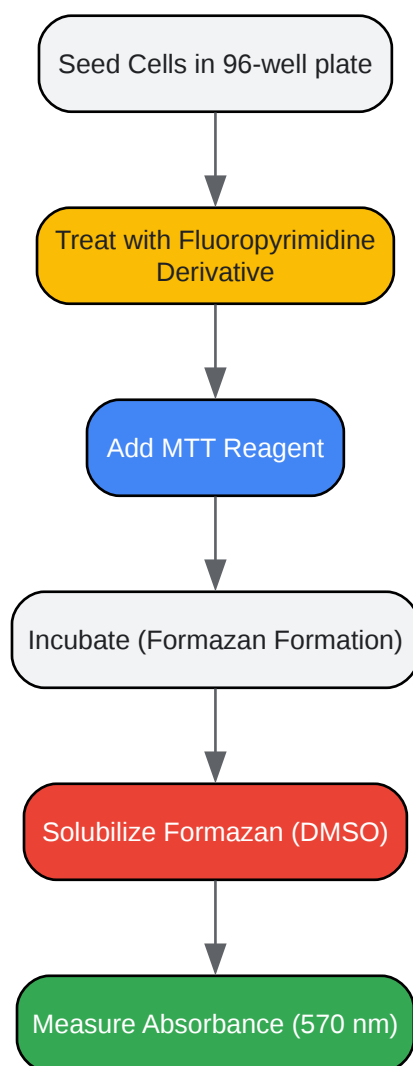 Seed Cells in 96-well plate
Treat with Fluoropyrimidine
Derivative
Add MTT Reagent
Incubate (Formazan Formation)
Solubilize Formazan (DMSO)
Measure Absorbance (570 nm)